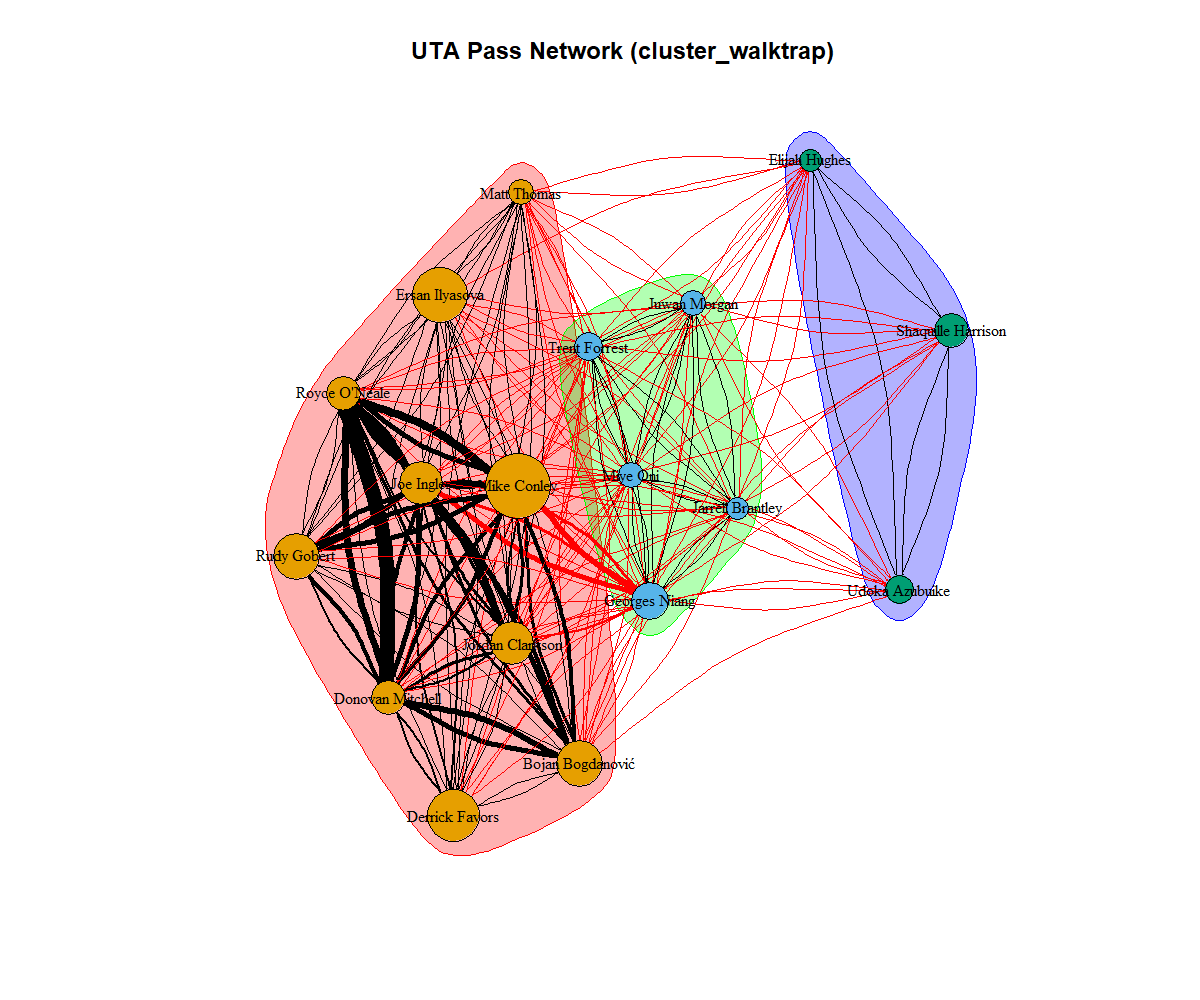 UTA Pass Network (cluster_walktrap)
Elijah Hughes
Matt Thomas
Ersan Ilyasova
Juwan Morgan
Shaquille Harrison
Trent Forrest
Royce O'Neale
Miye Oni
Joe Ingles
Mike Conley
Jarrell Brantley
Rudy Gobert
Udoka Azubuike
Georges Niang
Jordan Clarkson
Donovan Mitchell
Bojan Bogdanović
Derrick Favors